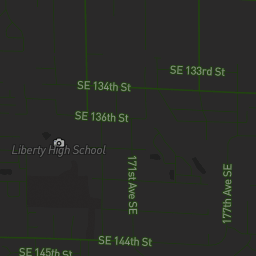 SE 133rd St
SE 134th St
SE 136th St
Liberty High School
171st Ave SE
177th Ave SE
SE 144th St
SE 145th St